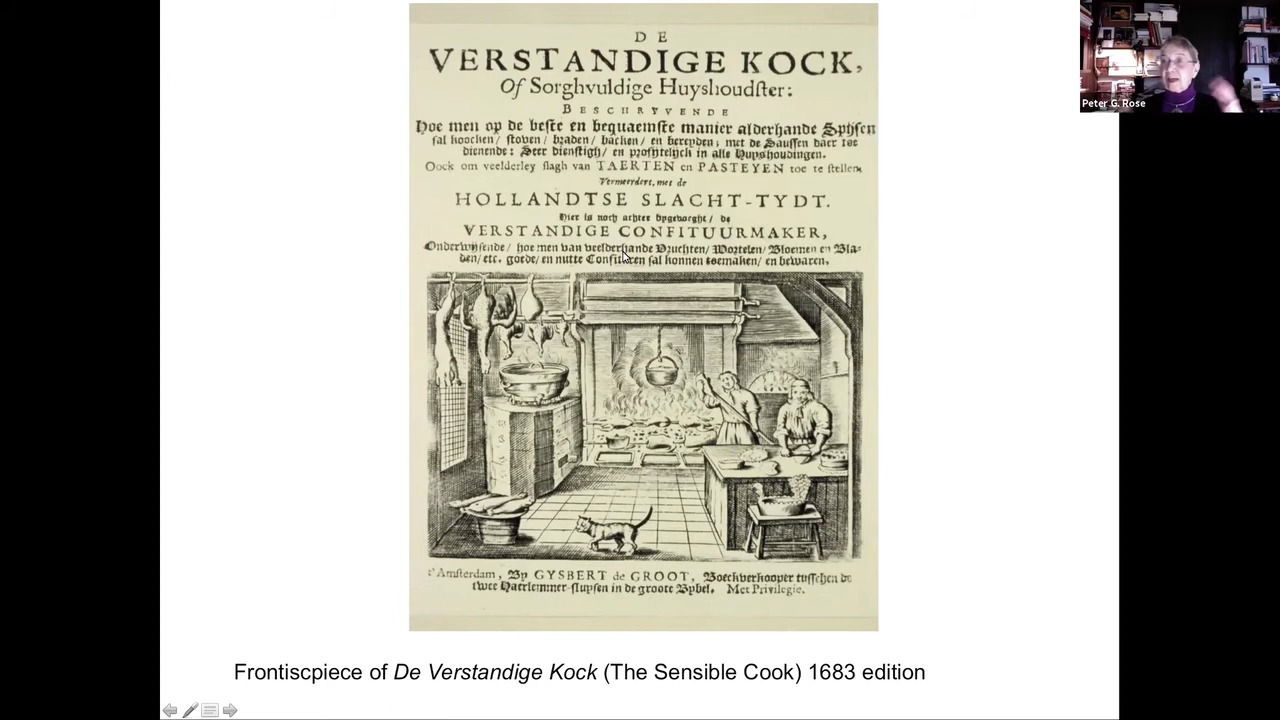 DE
VERSTANDIGE KOCK,
Of Sorghvuldige Huyshoudster:
BESCHRYVENDE
Hoe men op de beste en bequaemste manier alderhande Spijsen
sal koocken/ stoven/ braden/ backen/ en bereyden; met de Saussen daer toe
dienende: Seer dienstigh/ en profytelijck in alle Huyshoudingen.
Oock om veelderley slagh van TAERTEN en PASTEYEN toe te stellen,
Vermeerdert, met de
HOLLANDTSE SLACHT-TYDT.
Hier is noch achter bygevoeght/ de
VERSTANDIGE CONFITUURMAKER,
Onderwijsende/ hoe men van veelderhande Vruchten/ Wortelen/ Bloemen en Bla-
den/ etc. goede/ en nutte Confituren sal konnen toemaken/ en bewaren.
t'Amsterdam, By GYSBERT de GROOT, Boeckverkooper tusschen de
twee Haerlemmer-sluysen in de groote Bybel. Met Privilegie.
Peter G. Rose
Frontiscpiece of De Verstandige Kock (The Sensible Cook) 1683 edition